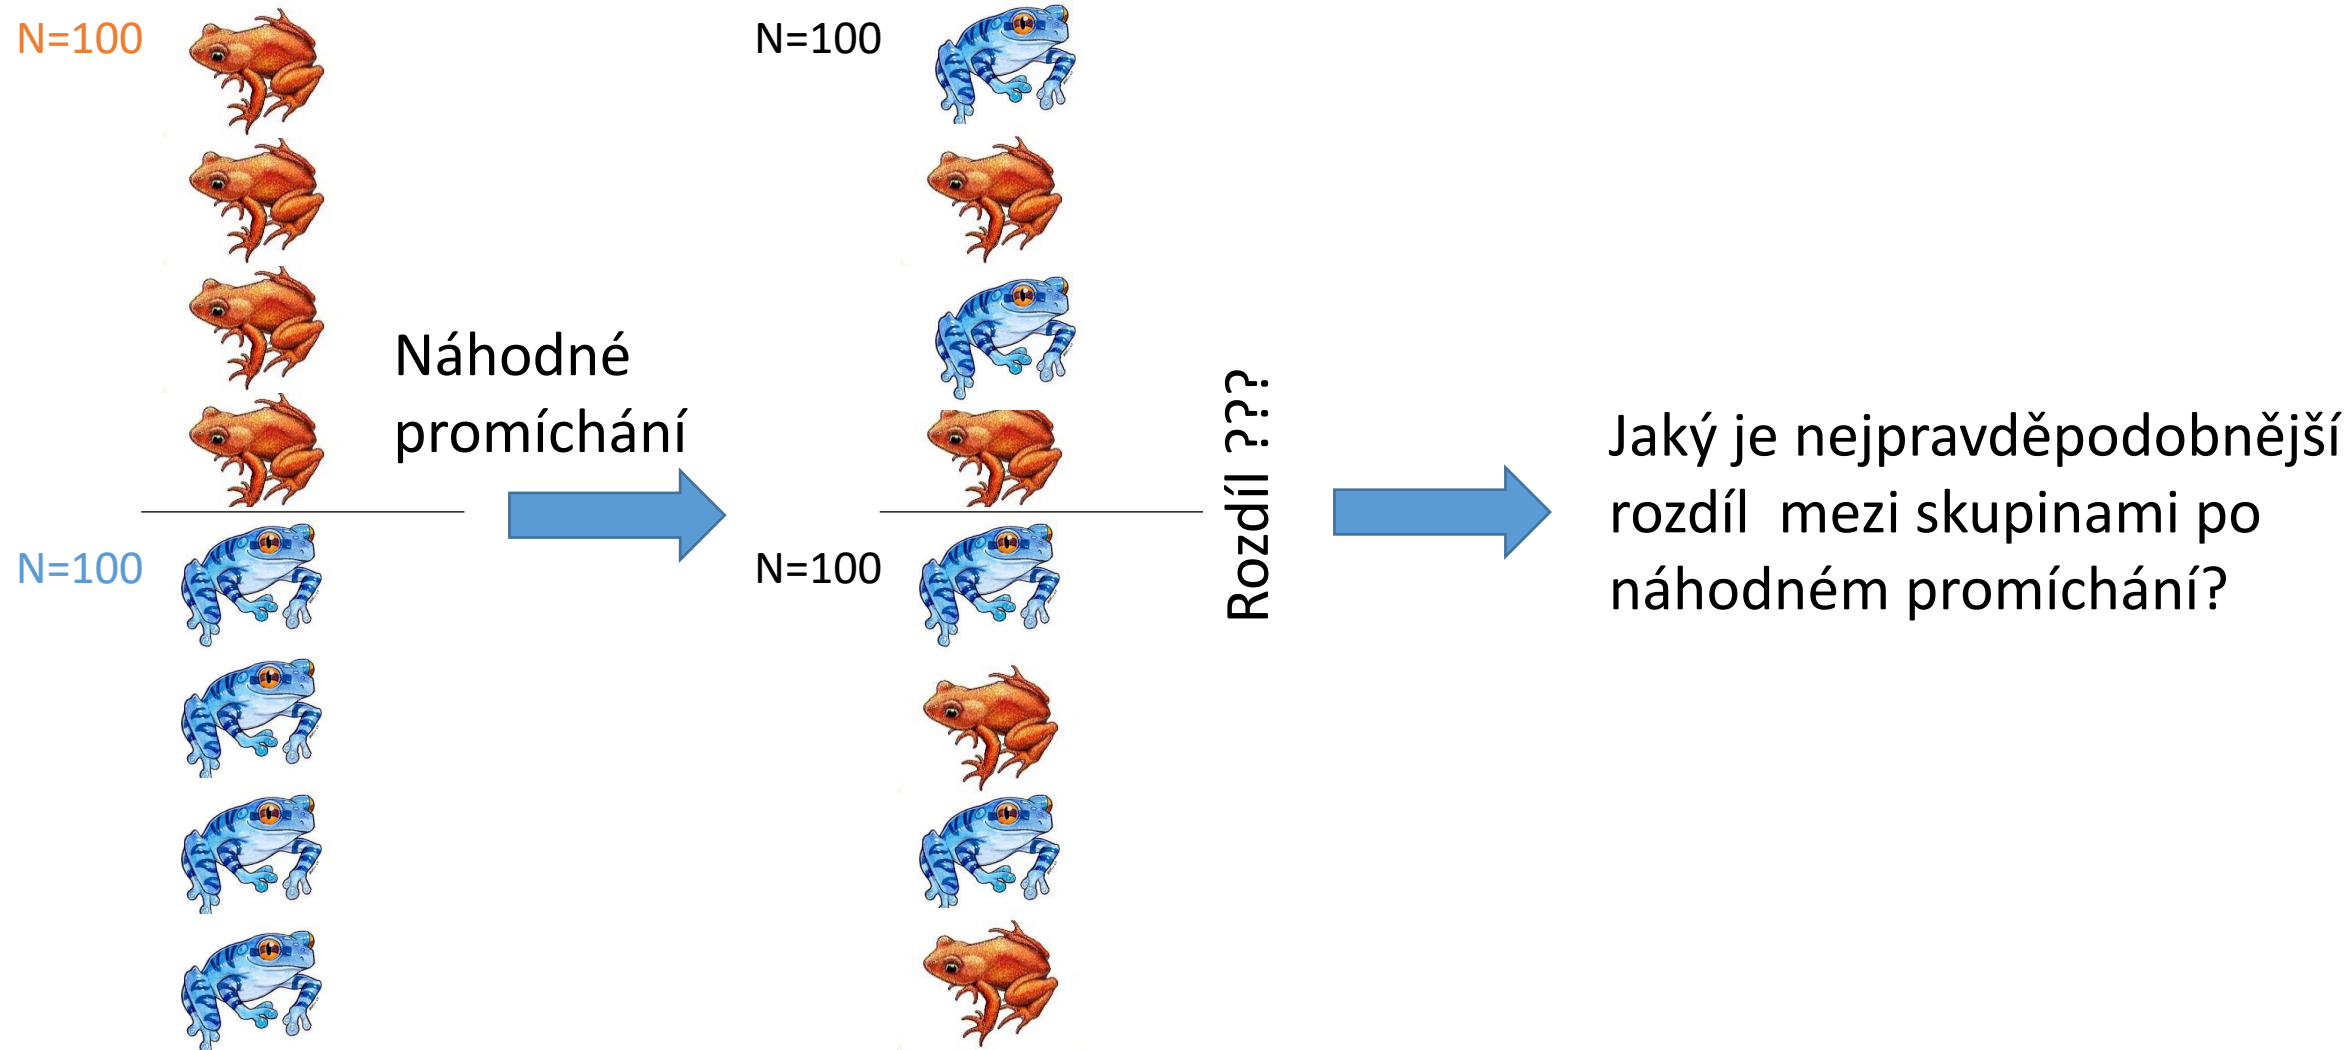 N=100
N=100
Náhodné
promíchání
N=100
N=100
Rozdíl ???
Jaký je nejpravděpodobnější
rozdíl  mezi skupinami po
náhodném promíchání?